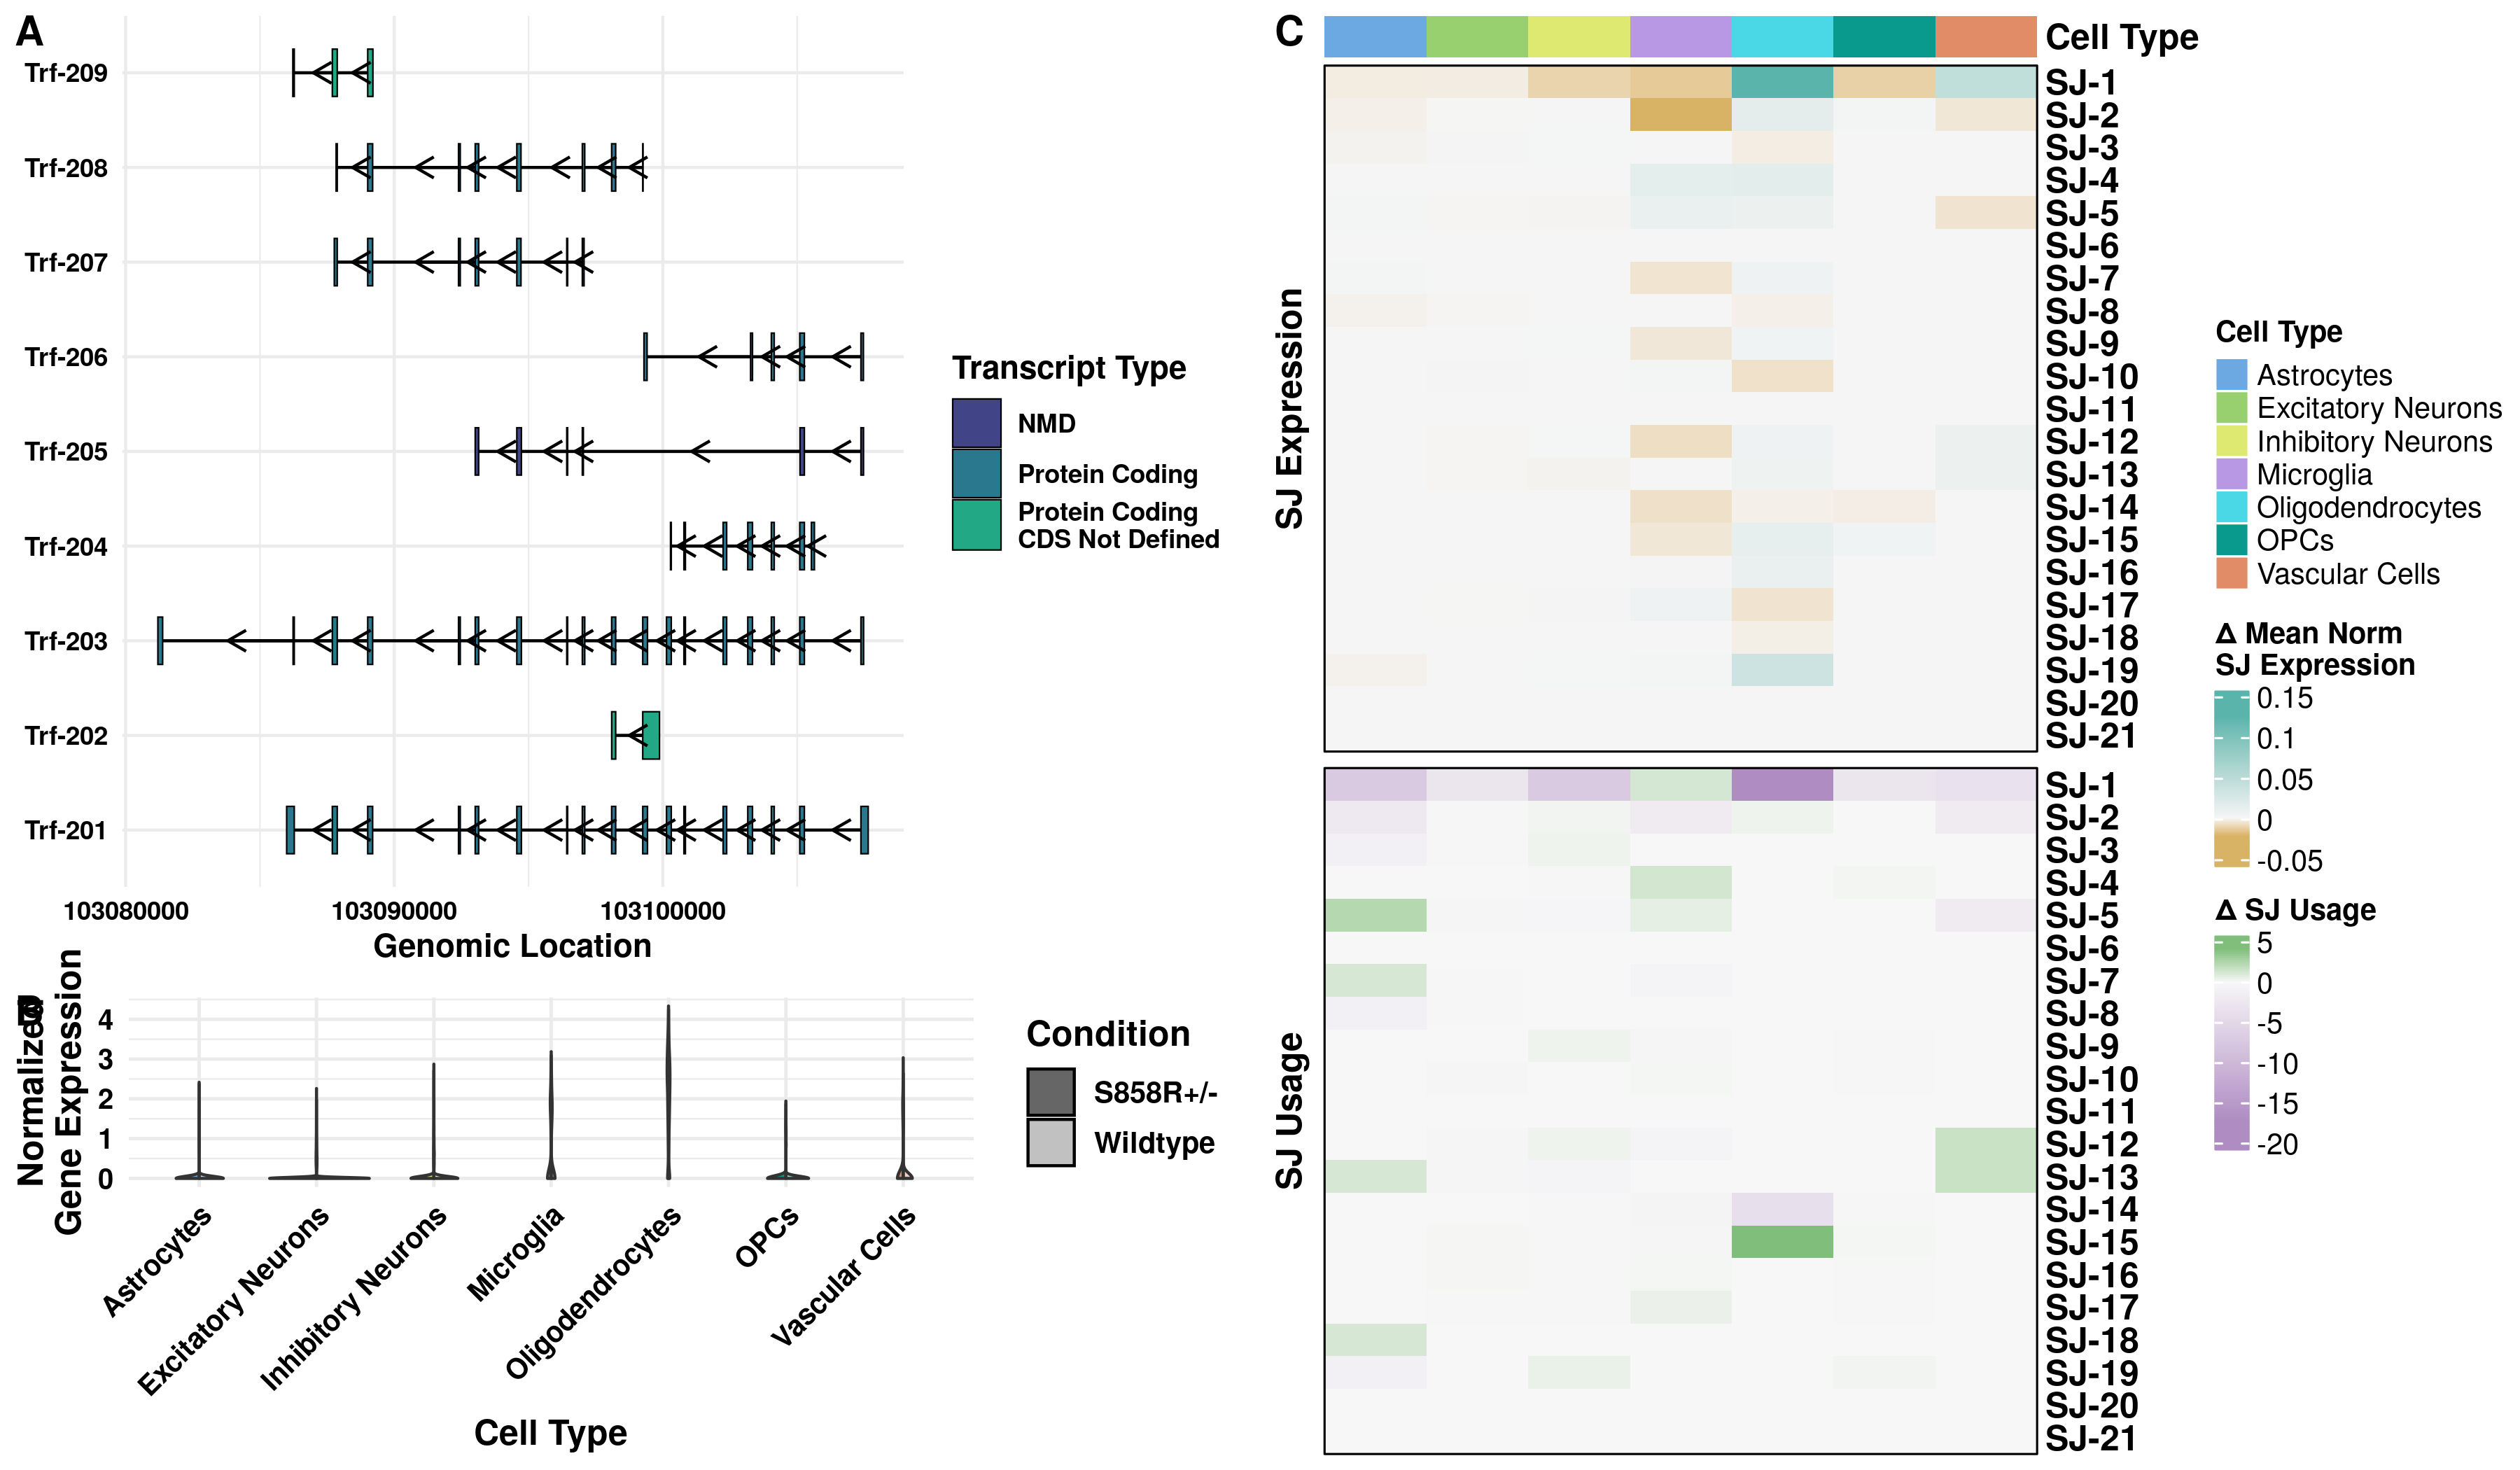 A
Trf-209
Trf-208
Trf-207
Trf-206
Trf-205
Trf-204
Trf-203
Trf-202
Trf-201
103080000
103090000
103100000
Genomic Location
Transcript Type
NMD
Protein Coding
Protein Coding
CDS Not Defined
Normalized
Gene Expression
4
3
2
1
0
Astrocytes
Excitatory Neurons
Inhibitory Neurons
Microglia
Oligodendrocytes
OPCs
Vascular Cells
Cell Type
Condition
S858R+/-
Wildtype
C
Cell Type
SJ Expression
SJ-1
SJ-2
SJ-3
SJ-4
SJ-5
SJ-6
SJ-7
SJ-8
SJ-9
SJ-10
SJ-11
SJ-12
SJ-13
SJ-14
SJ-15
SJ-16
SJ-17
SJ-18
SJ-19
SJ-20
SJ-21
SJ Usage
SJ-1
SJ-2
SJ-3
SJ-4
SJ-5
SJ-6
SJ-7
SJ-8
SJ-9
SJ-10
SJ-11
SJ-12
SJ-13
SJ-14
SJ-15
SJ-16
SJ-17
SJ-18
SJ-19
SJ-20
SJ-21
Cell Type
Astrocytes
Excitatory Neurons
Inhibitory Neurons
Microglia
Oligodendrocytes
OPCs
Vascular Cells
Δ Mean Norm
SJ Expression
0.15
0.1
0.05
0
-0.05
Δ SJ Usage
5
0
-5
-10
-15
-20